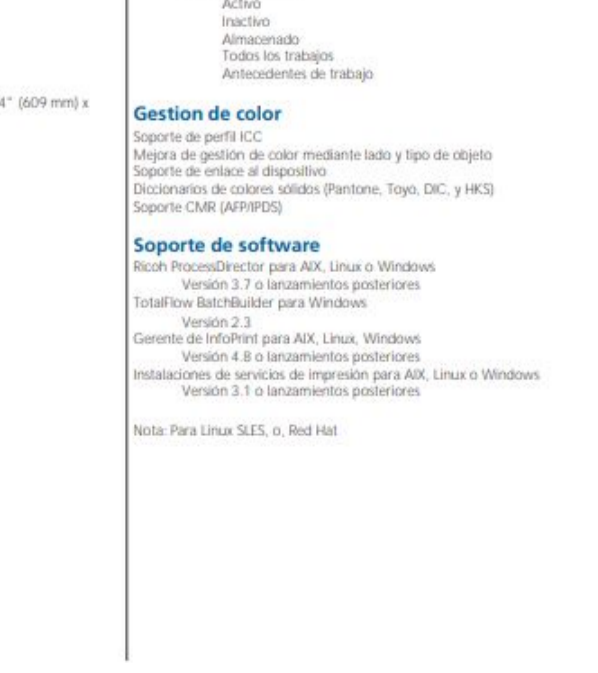 Activo
Inactivo
Almacenado
Todos los trabajos
Antecedentes de trabajo
4" (609 mm) x
Gestion de color
Soporte de perfil ICC
Mejora de gestión de color mediante lado y tipo de objeto
Soporte de enlace al dispositivo
Diccionarios de colores sólidos (Pantone, Toyo, DIC, y HKS)
Soporte CMR (AFP/IPDS)
Soporte de software
Ricoh ProcessDirector para AIX, Linux o Windows
Versión 3.7 o lanzamientos posteriores
TotalFlow BatchBuilder para Windows
Versión 2.3
Gerente de InfoPrint para AIX, Linux, Windows
Versión 4.8 o lanzamientos posteriores
Instalaciones de servicios de impresión para AIX, Linux o Windows
Versión 3.1 o lanzamientos posteriores
Nota: Para Linux SLES, o, Red Hat